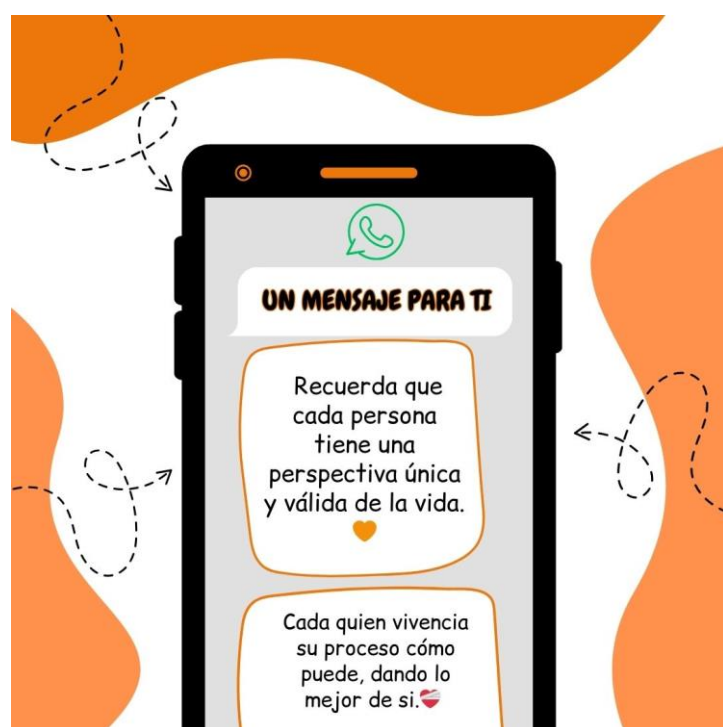 UN MENSAJE PARA TI
Recuerda que
cada persona
tiene una
perspectiva única
y válida de la vida.
🧡
Cada quien vivencia
su proceso cómo
puede, dando lo
mejor de si.❤️‍🩹